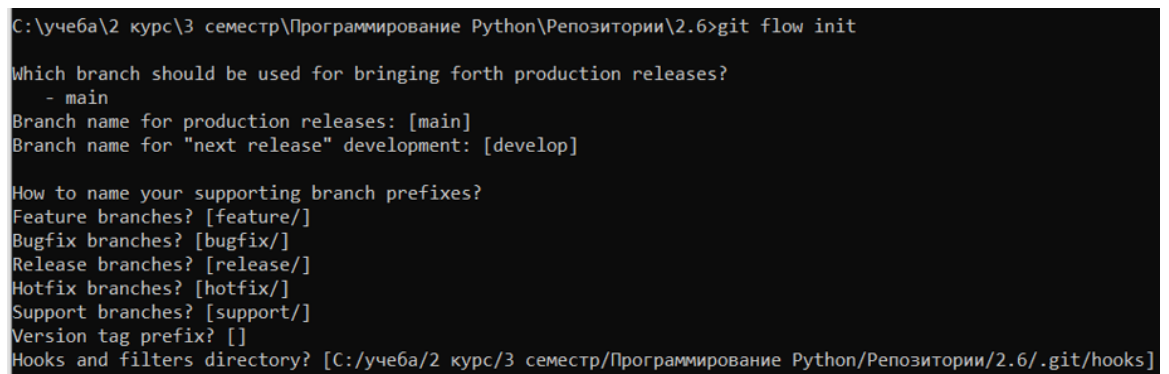 C:\учеба\2 курс\3 семестр\Программирование Python\Репозитории\2.6>git flow init
Which branch should be used for bringing forth production releases?
- main
Branch name for production releases: [main]
Branch name for "next release" development: [develop]
How to name your supporting branch prefixes?
Feature branches? [feature/]
Bugfix branches? [bugfix/]
Release branches? [release/]
Hotfix branches? [hotfix/]
Support branches? [support/]
Version tag prefix? []
Hooks and filters directory? [C:/учеба/2 курс/3 семестр/Программирование Python/Репозитории/2.6/.git/hooks]